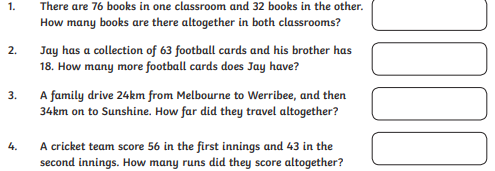 1. There are 76 books in one classroom and 32 books in the other.
How many books are there altogether in both classrooms?
2. Jay has a collection of 63 football cards and his brother has
18. How many more football cards does Jay have?
3. A family drive 24km from Melbourne to Werribee, and then
34km on to Sunshine. How far did they travel altogether?
4. A cricket team score 56 in the first innings and 43 in the
second innings. How many runs did they score altogether?